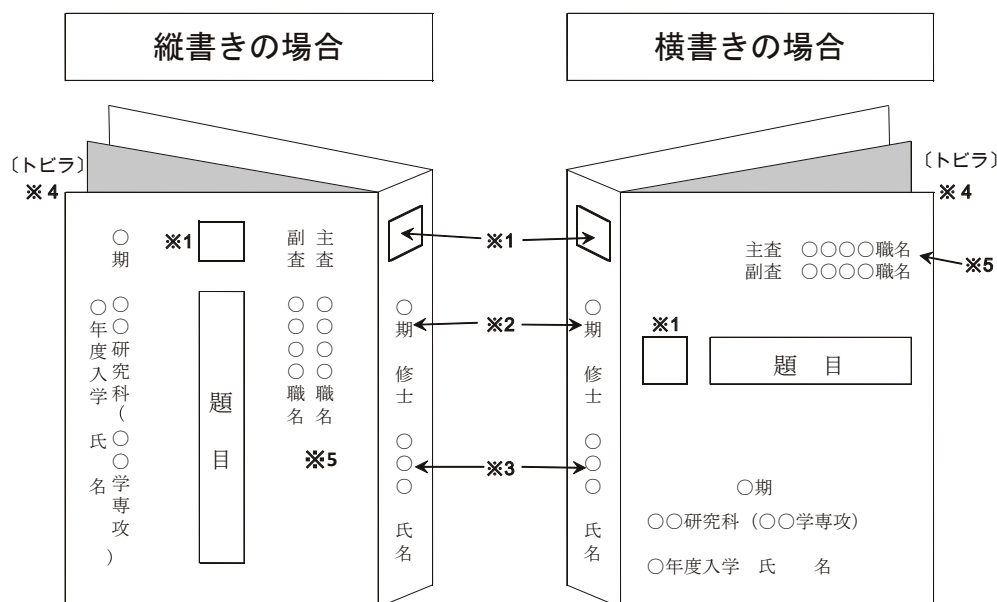 縦書きの場合
横書きの場合
〔トビラ〕
※4
主査 ○○○○職名
副査 ○○○○職名
※5
※1
題目
○期
○○研究科(○○学専攻)
○年度入学 氏 名
○期 修士 ○○○ 氏名
※1
※2
※3
○期 修士 ○○○ 氏名
〔トビラ〕
※4
主査 ○○○○職名
副査 ○○○○職名
※5
※1
題 目
○期
○○研究科(○○学専攻)
○年度入学 氏 名